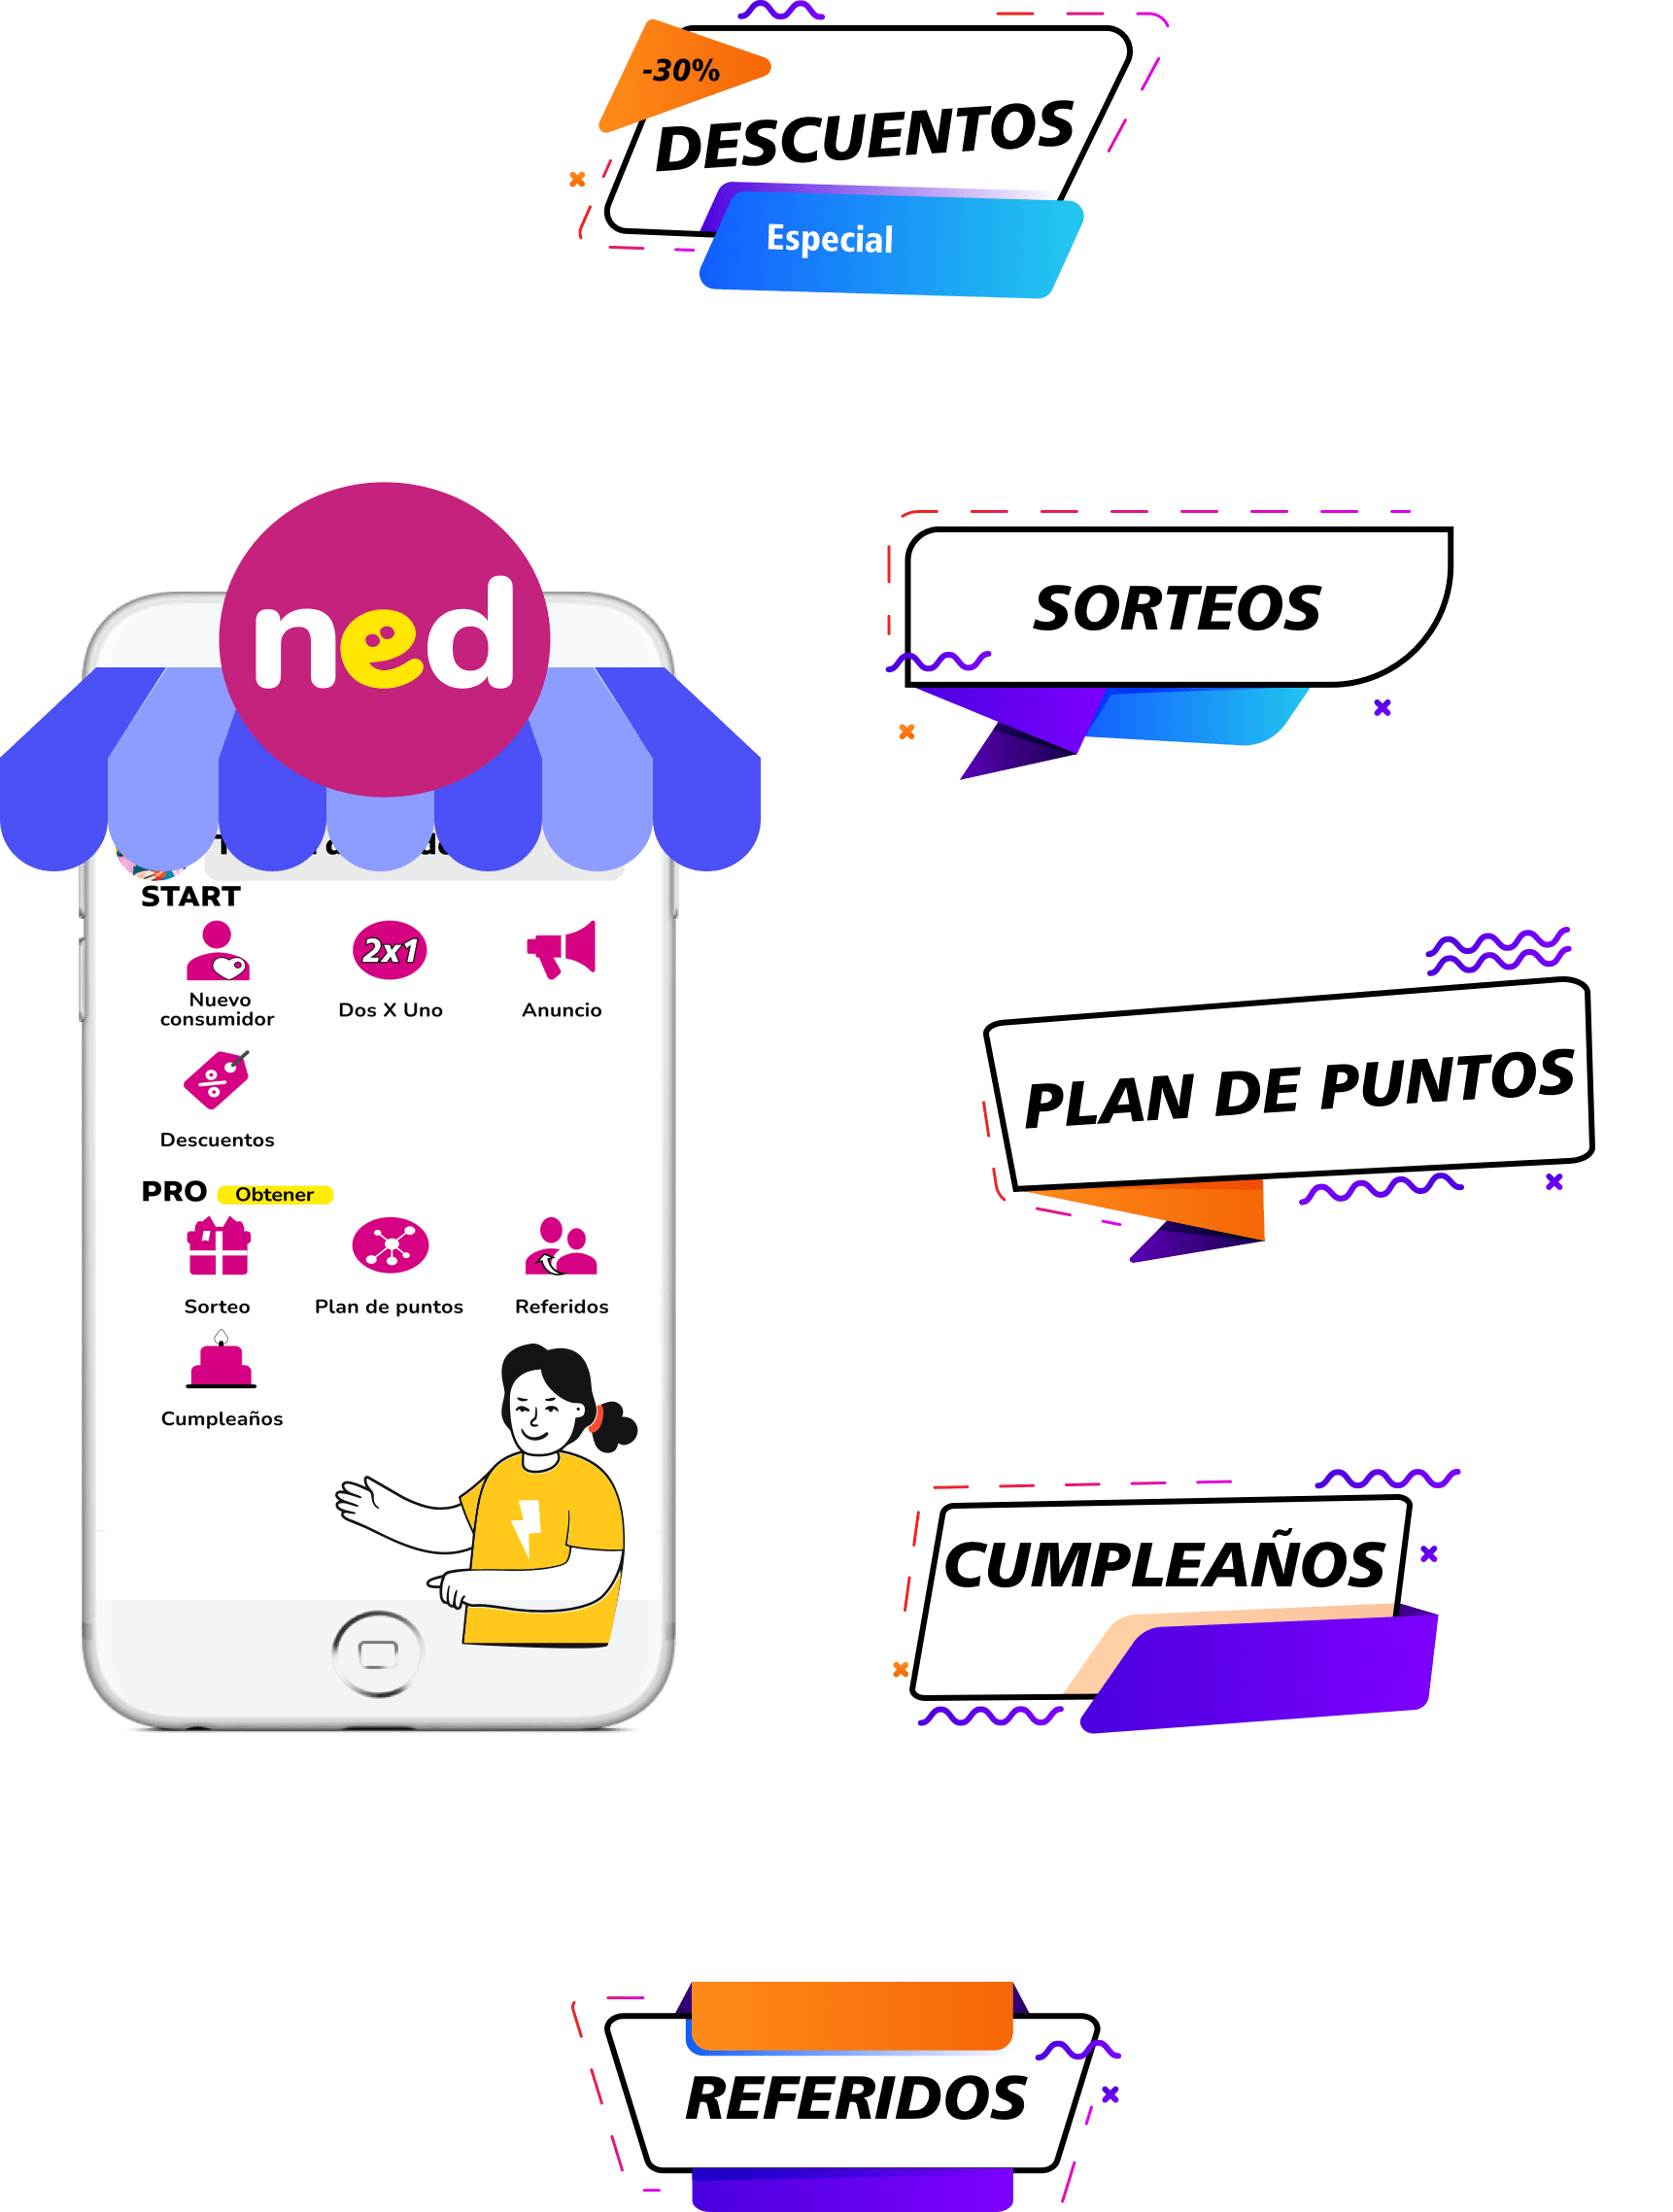 -30%
DESCUENTOS
Especial
ned
SORTEOS
START
2x1
Nuevo
consumidor
Dos X Uno
Anuncio
PLAN DE PUNTOS
Descuentos
PRO
Obtener
Sorteo
Plan de puntos
Referidos
Cumpleaños
CUMPLEAÑOS
REFERIDOS